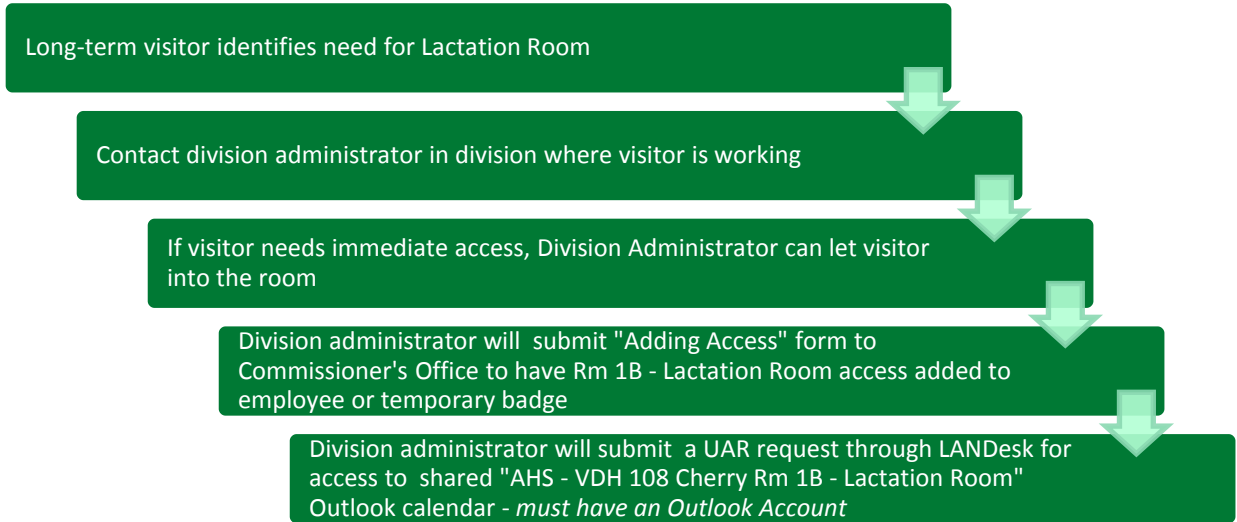 Long-term visitor identifies need for Lactation Room
Contact division administrator in division where visitor is working
If visitor needs immediate access, Division Administrator can let visitor
into the room
Division administrator will  submit "Adding Access" form to
Commissioner's Office to have Rm 1B - Lactation Room access added to
employee or temporary badge
Division administrator will submit  a UAR request through LANDesk for
access to  shared "AHS - VDH 108 Cherry Rm 1B - Lactation Room"
Outlook calendar - must have an Outlook Account